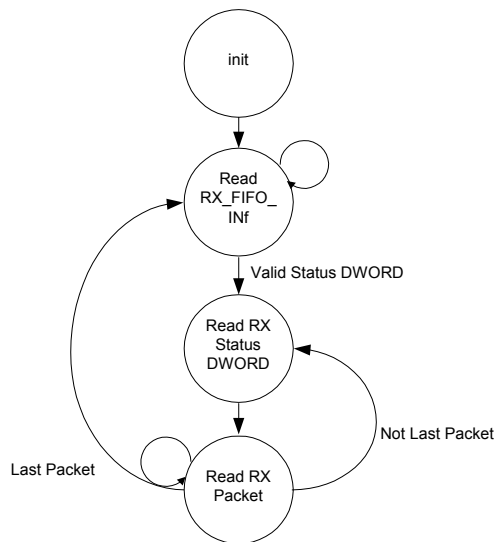 init
Read
RX_FIFO_
INf
Valid Status DWORD
Read RX
Status
DWORD
Not Last Packet
Last Packet
Read RX
Packet